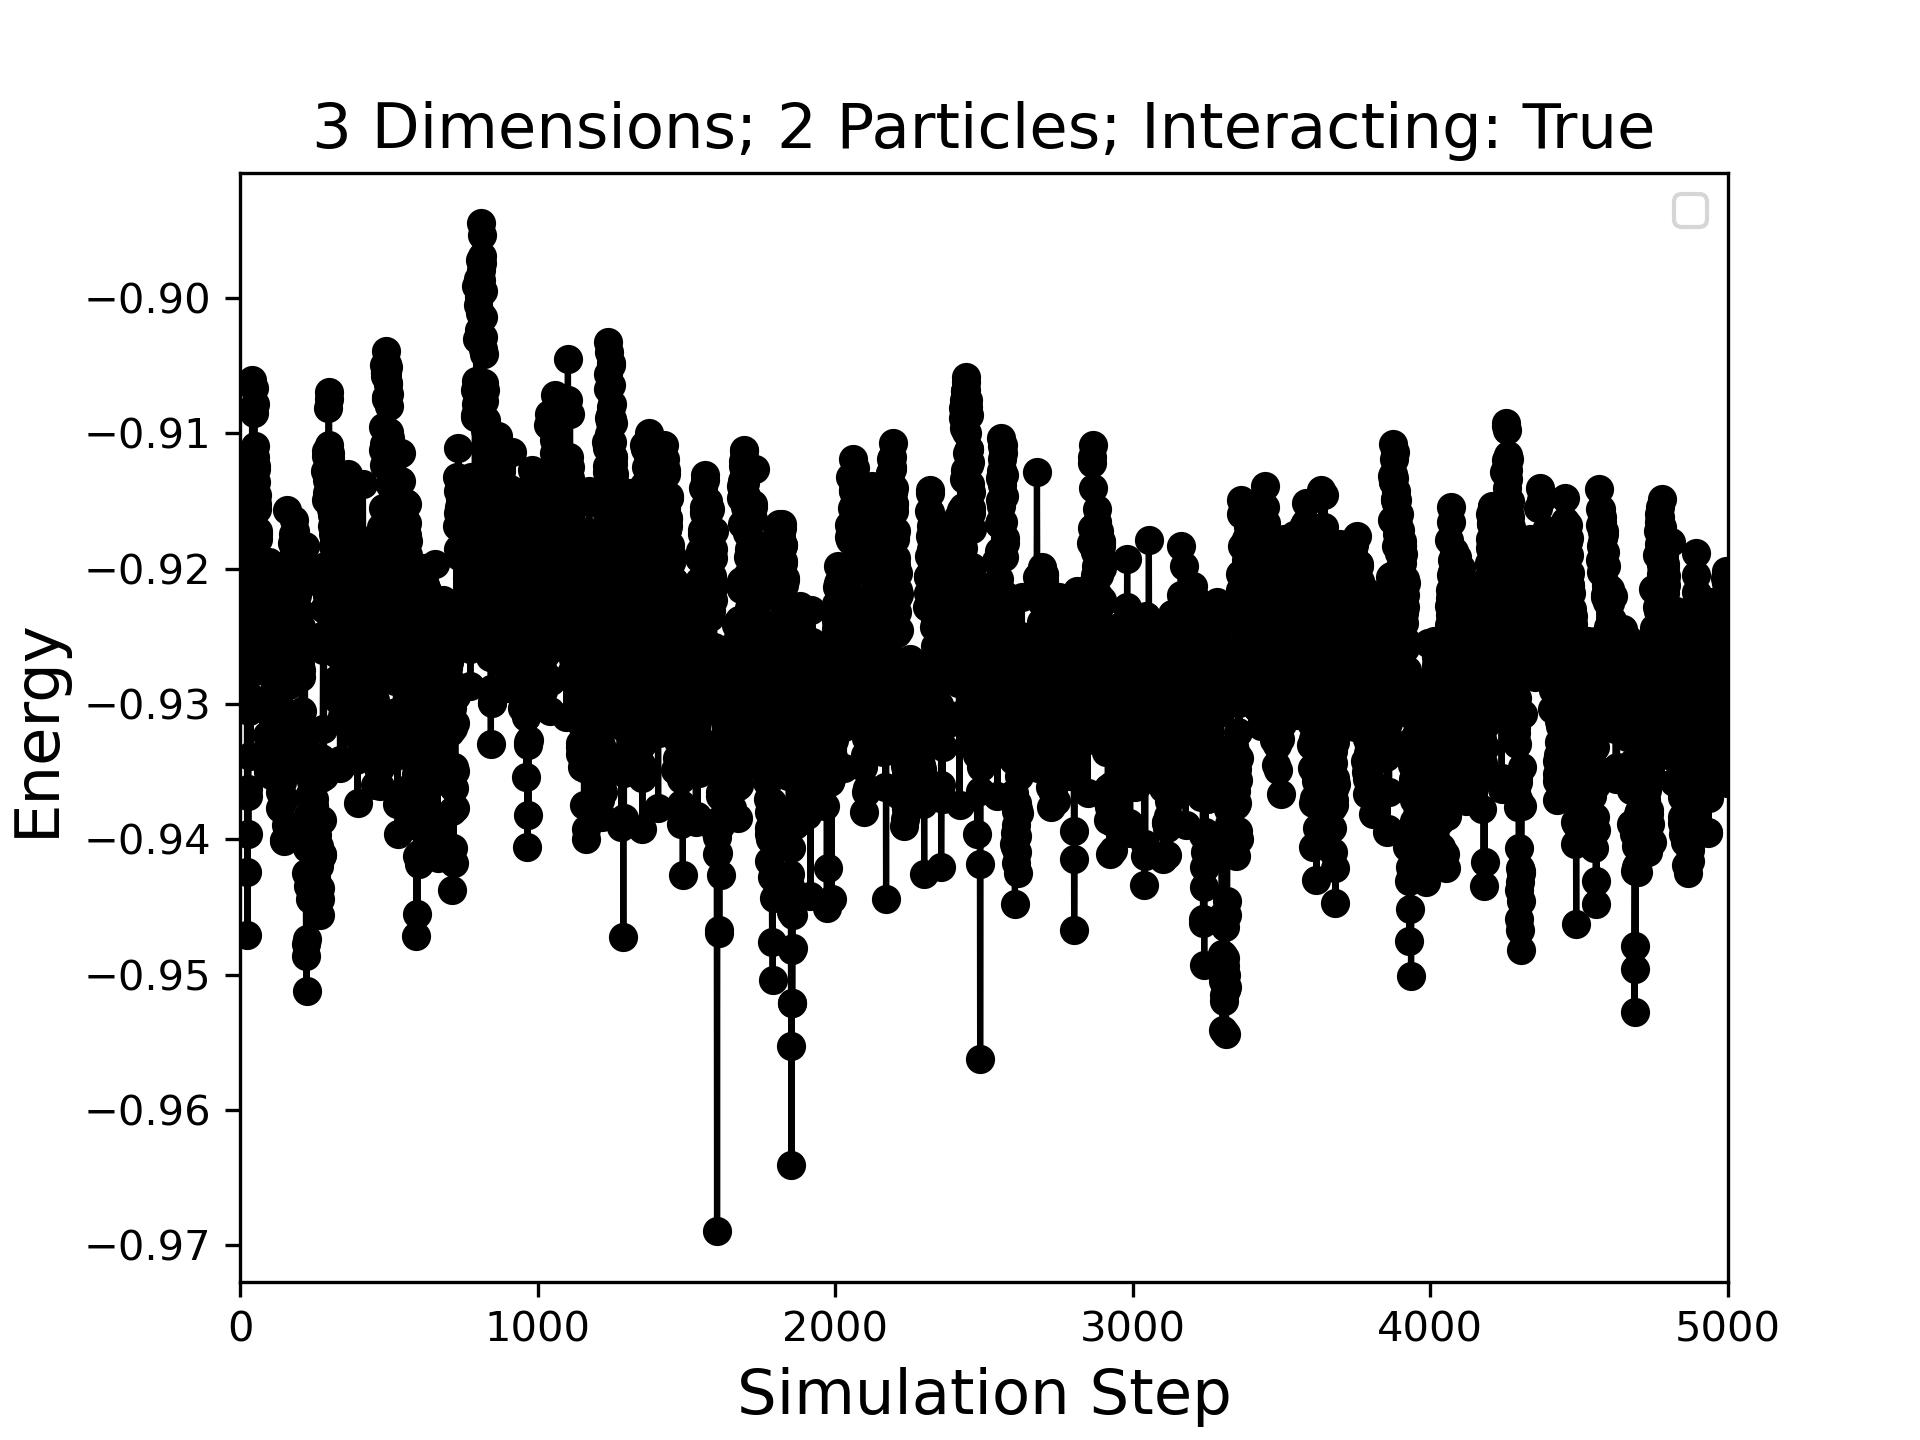 3 Dimensions; 2 Particles; Interacting: True
−0.90
−0.91
−0.92
−0.93
−0.94
−0.95
−0.96
−0.97
Energy
0 1000 2000 3000 4000 5000
Simulation Step